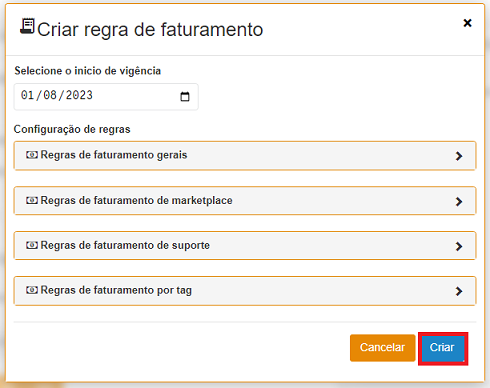 Criar regra de faturamento
Selecione o inicio de vigência
01/08/2023
Configuração de regras
Regras de faturamento gerais
Regras de faturamento de marketplace
Regras de faturamento de suporte
Regras de faturamento por tag
Cancelar Criar